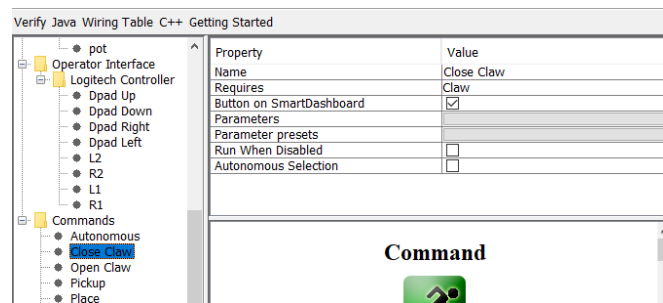 Verify Java Wiring Table C++ Getting Started
pot
Operator Interface
Logitech Controller
Dpad Up
Dpad Down
Dpad Right
Dpad Left
L2
R2
L1
R1
Commands
Autonomous
Close Claw
Open Claw
Pickup
Place
Property Value
Name Close Claw
Requires Claw
Button on SmartDashboard
Parameters
Parameter presets
Run When Disabled
Autonomous Selection
Command